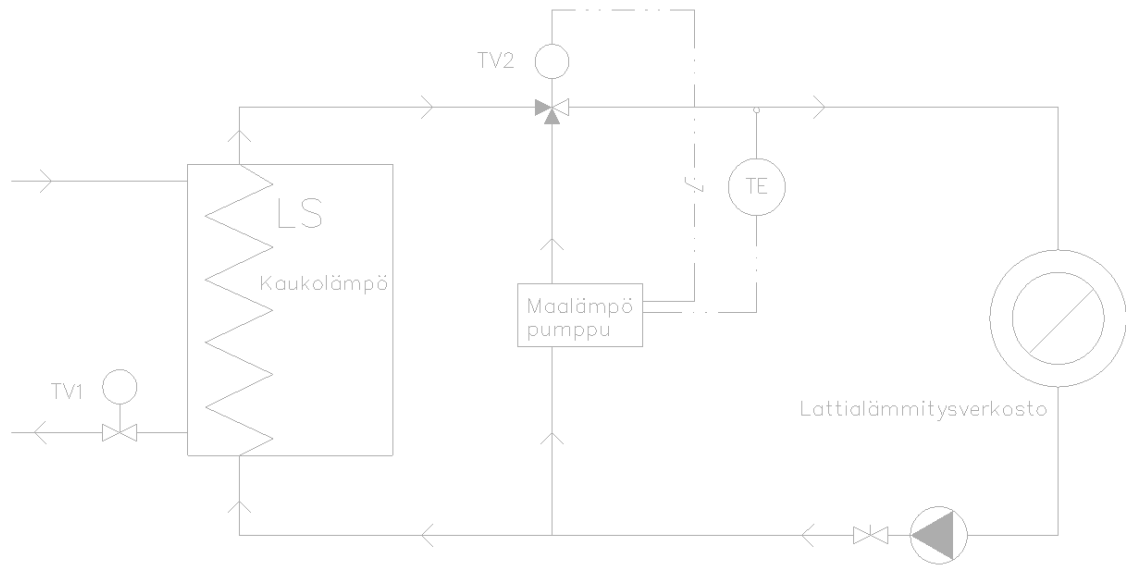 TV2
TE
LS
Kaukolämpö
Maalämpö
pumppu
TV1
Lattialämmitysverkosto